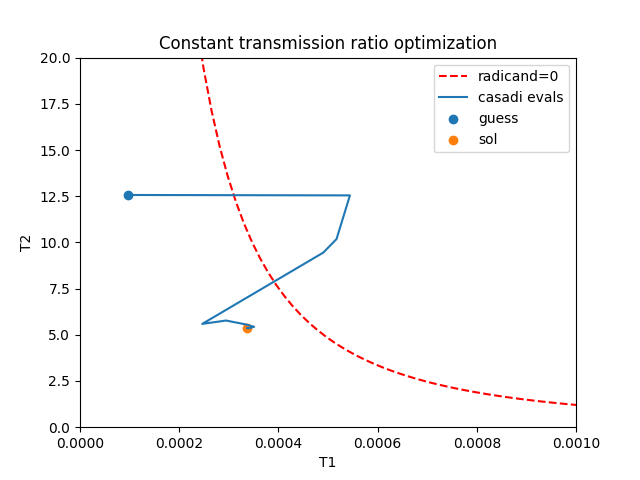 Constant transmission ratio optimization
radicand=0
casadi evals
guess
sol
T2
20.0
17.5
15.0
12.5
10.0
7.5
5.0
2.5
0.0
0.0000 0.0002 0.0004 0.0006 0.0008 0.0010
T1